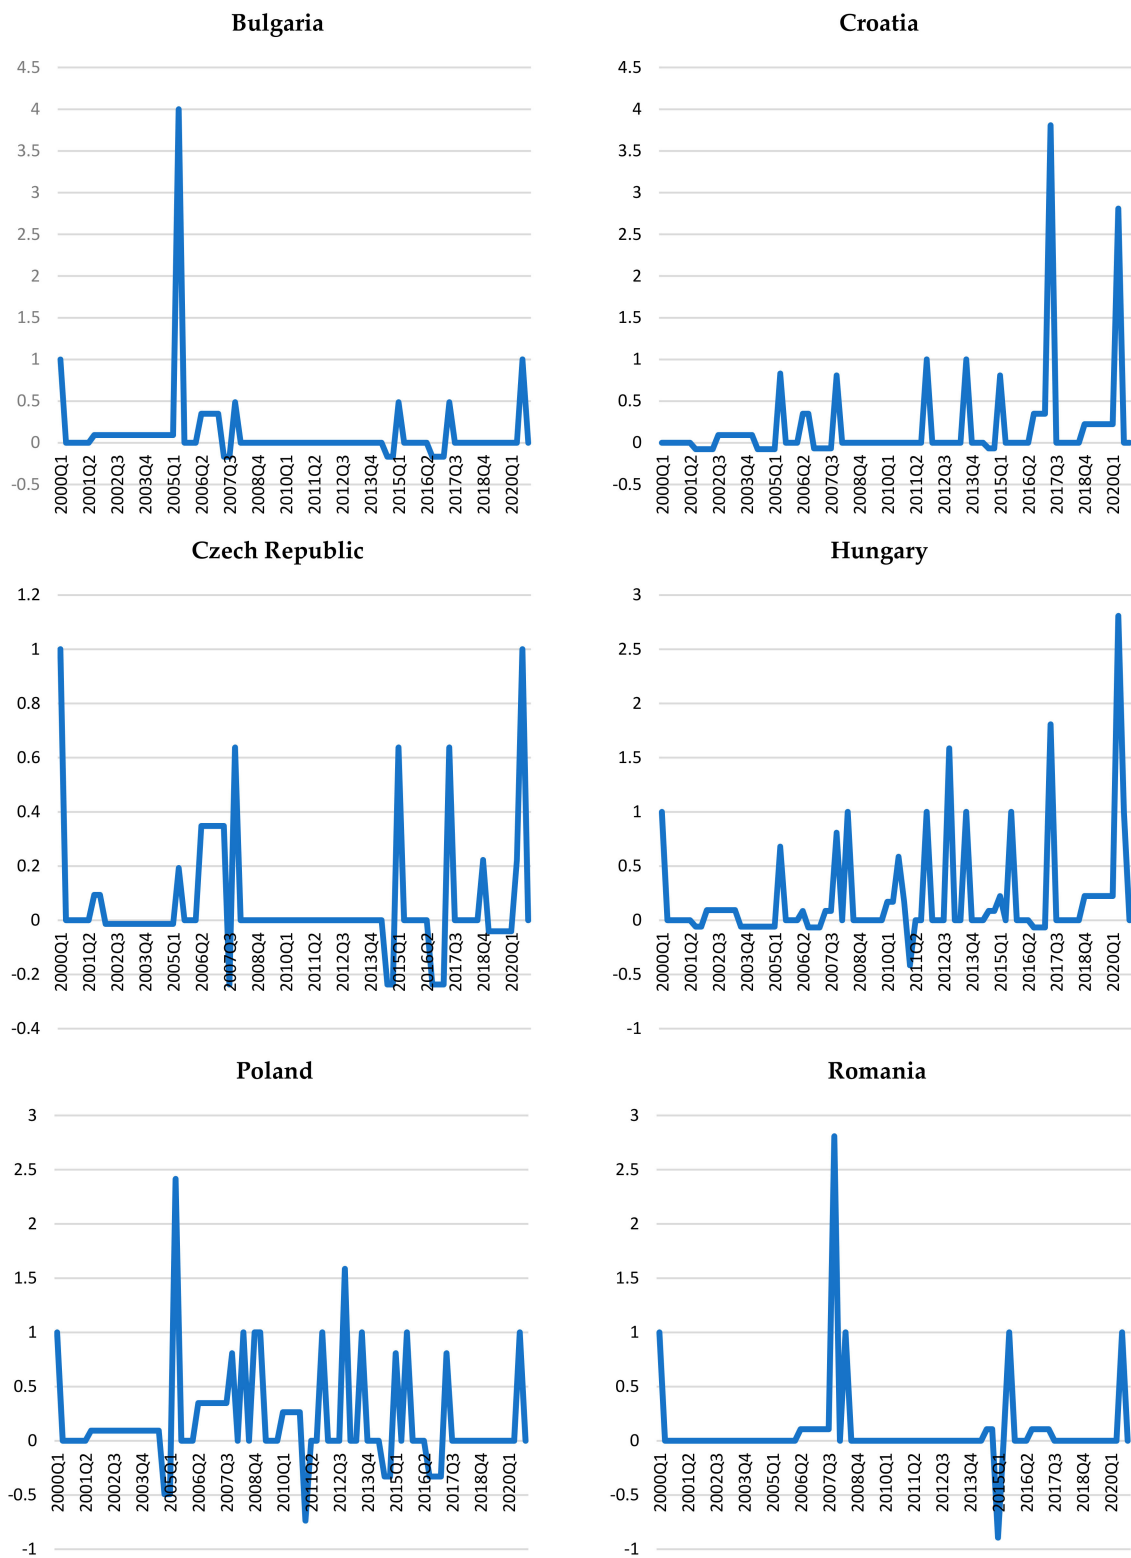 Bulgaria
4.5
4
3.5
3
2.5
2
1.5
1
0.5
0
-0.5
2000Q1
2001Q2
2002Q3
2003Q4
2005Q1
2006Q2
2007Q3
2008Q4
2010Q1
2011Q2
2012Q3
2013Q4
2015Q1
2016Q2
2017Q3
2018Q4
2020Q1
Croatia
4.5
4
3.5
3
2.5
2
1.5
1
0.5
0
-0.5
2000Q1
2001Q2
2002Q3
2003Q4
2005Q1
2006Q2
2007Q3
2008Q4
2010Q1
2011Q2
2012Q3
2013Q4
2015Q1
2016Q2
2017Q3
2018Q4
2020Q1
Czech Republic
1.2
1
0.8
0.6
0.4
0.2
0
-0.2
-0.4
2000Q1
2001Q2
2002Q3
2003Q4
2005Q1
2006Q2
2007Q3
2008Q4
2010Q1
2011Q2
2012Q3
2013Q4
2015Q1
2016Q2
2017Q3
2018Q4
2020Q1
Hungary
3
2.5
2
1.5
1
0.5
0
-0.5
-1
2000Q1
2001Q2
2002Q3
2003Q4
2005Q1
2006Q2
2007Q3
2008Q4
2010Q1
2011Q2
2012Q3
2013Q4
2015Q1
2016Q2
2017Q3
2018Q4
2020Q1
Poland
3
2.5
2
1.5
1
0.5
0
-0.5
-1
2000Q1
2001Q2
2002Q3
2003Q4
2005Q1
2006Q2
2007Q3
2008Q4
2010Q1
2011Q2
2012Q3
2013Q4
2015Q1
2016Q2
2017Q3
2018Q4
2020Q1
Romania
3
2.5
2
1.5
1
0.5
0
-0.5
-1
2000Q1
2001Q2
2002Q3
2003Q4
2005Q1
2006Q2
2007Q3
2008Q4
2010Q1
2011Q2
2012Q3
2013Q4
2015Q1
2016Q2
2017Q3
2018Q4
2020Q1